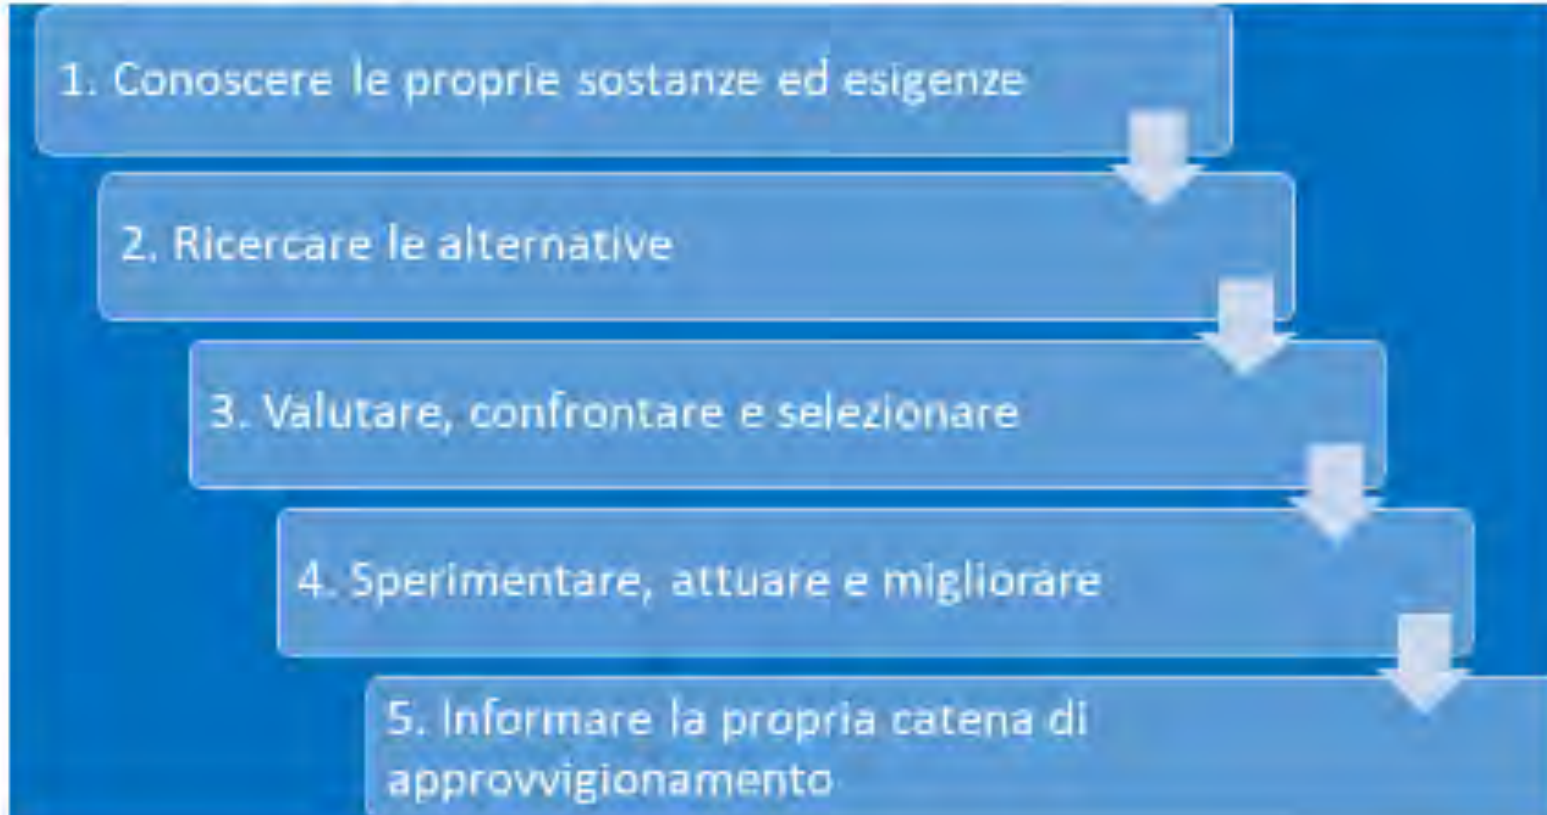 1. Conoscere le proprie sostanze ed esigenze
2. Ricercare le alternative
3. Valutare, confrontare e selezionare
4. Sperimentare, attuare e migliorare
5. Informare la propria catena di
approvvigionamento